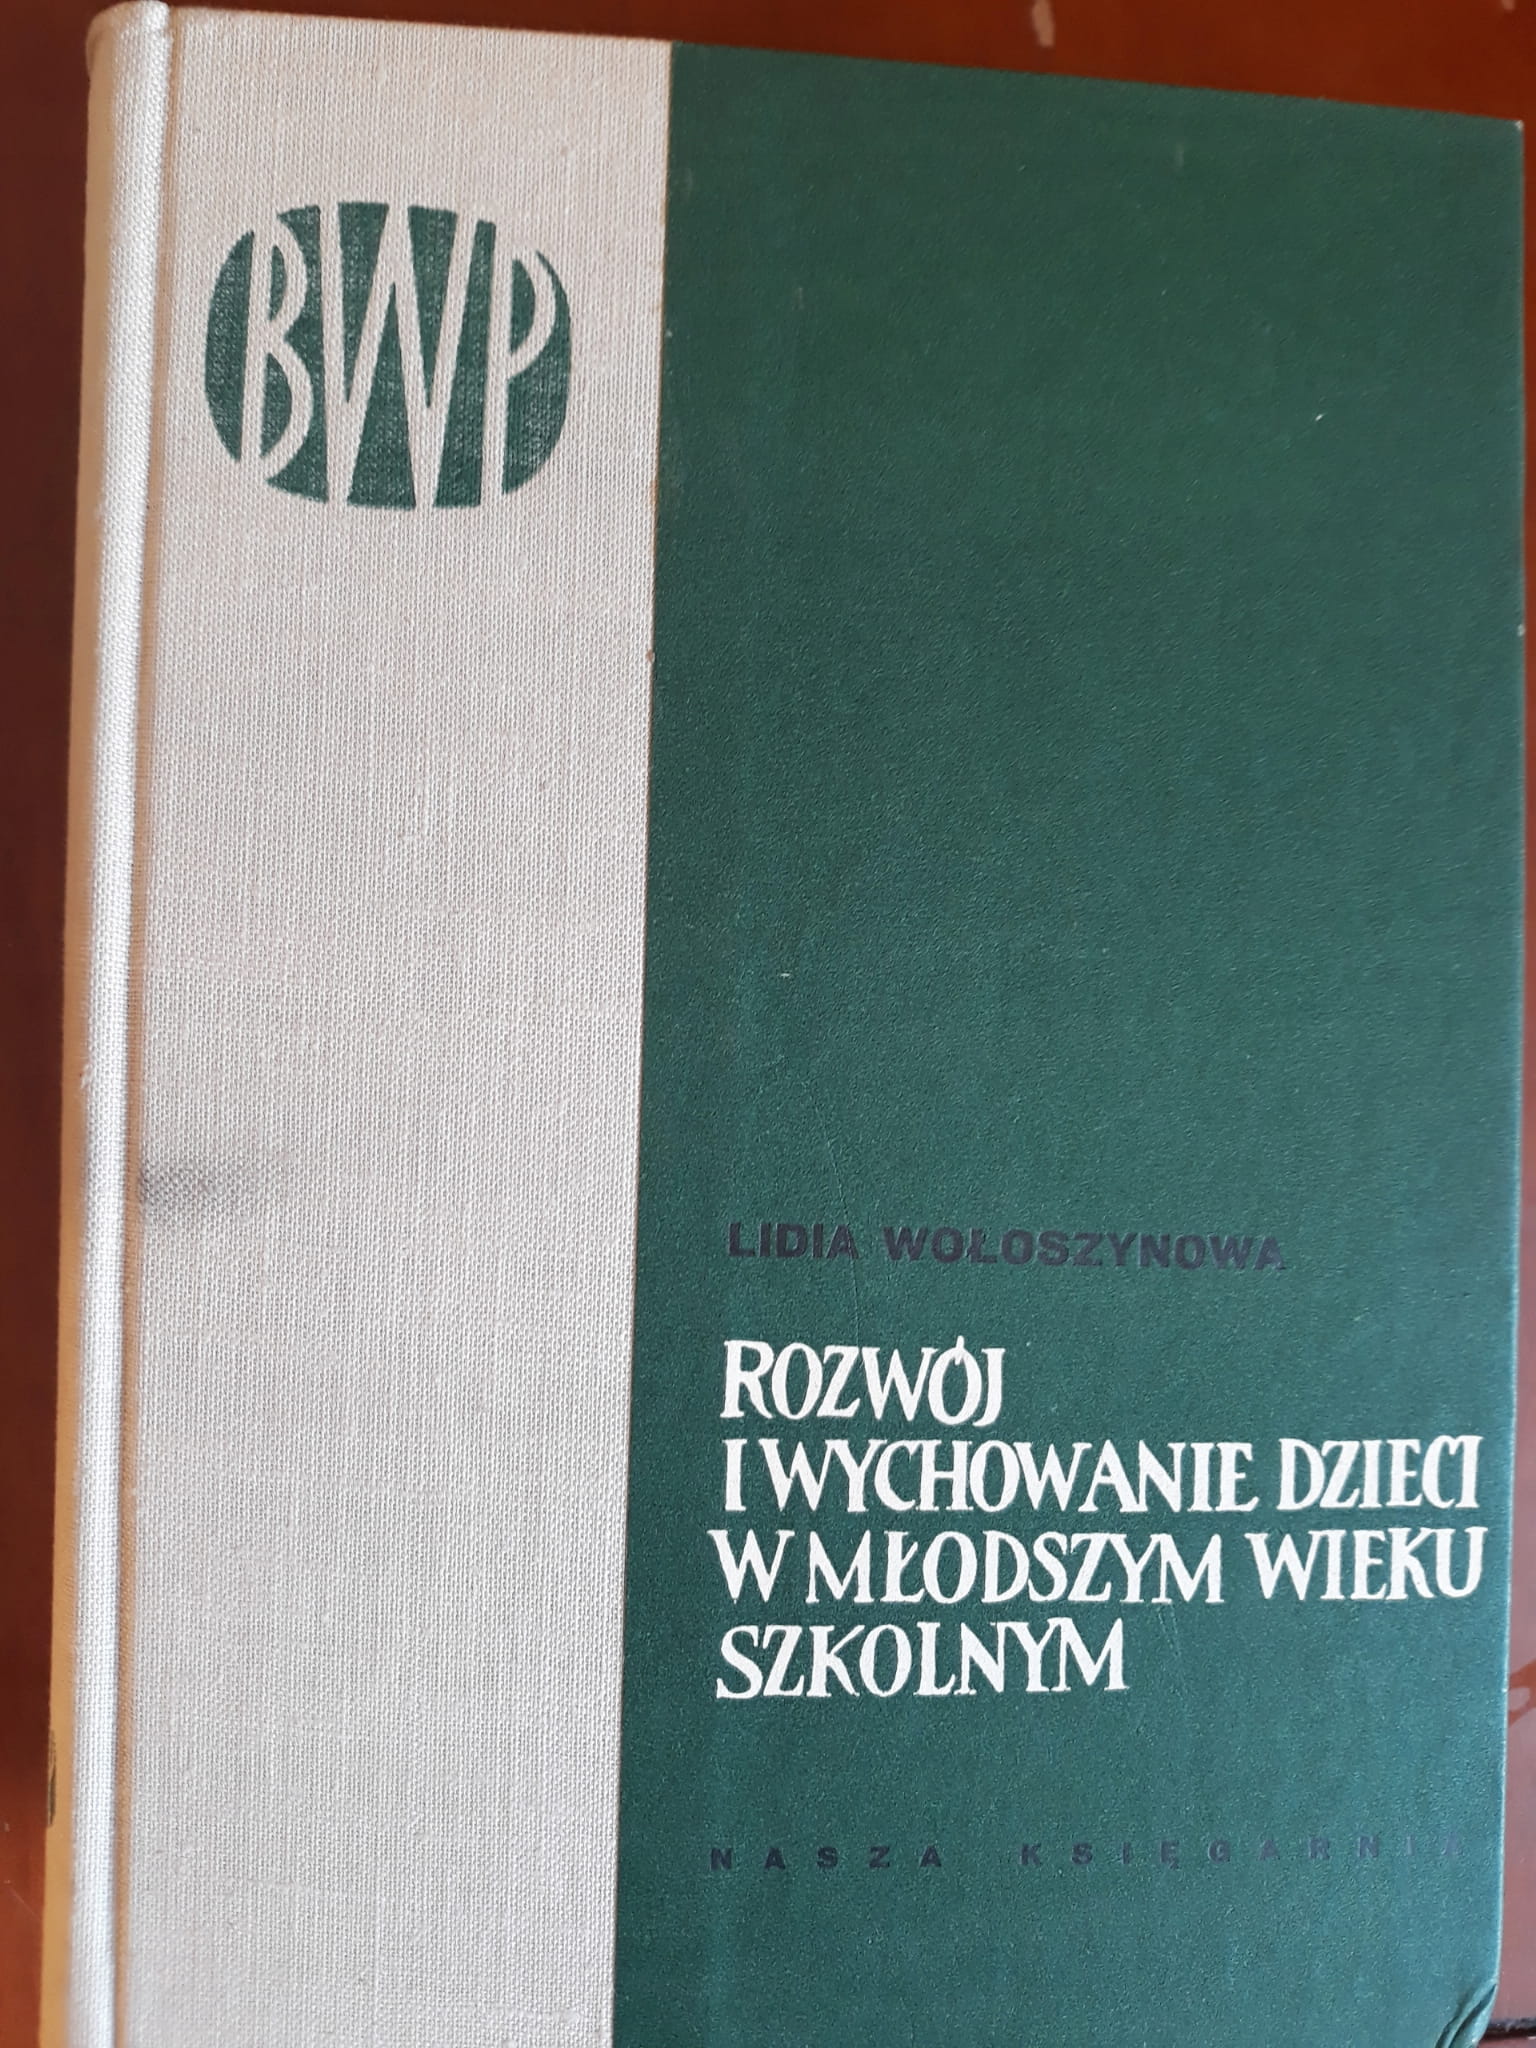 BWP
LIDIA WOŁOSZYNOWA
ROZWÓJ
I WYCHOWANIE DZIECI
W MŁODSZYM WIEKU
SZKOLNYM
NASZA KSIĘGARNIA